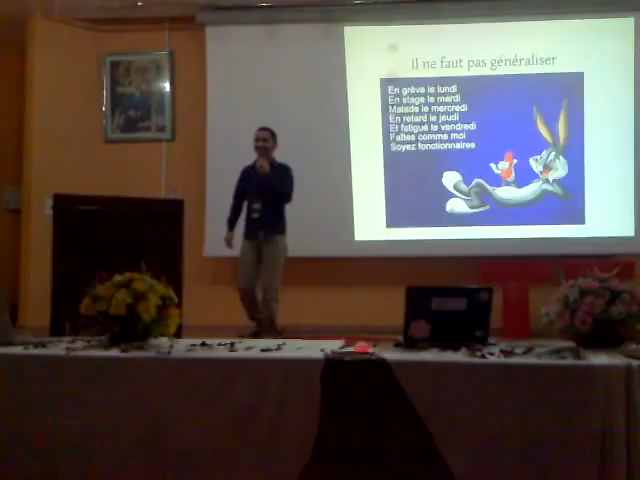 Il ne faut pas généraliser
En grève le lundi
En stage le mardi
Malade le mercredi
En retard le jeudi
Et fatigué le vendredi
Faites comme moi
Soyez fonctionnaires